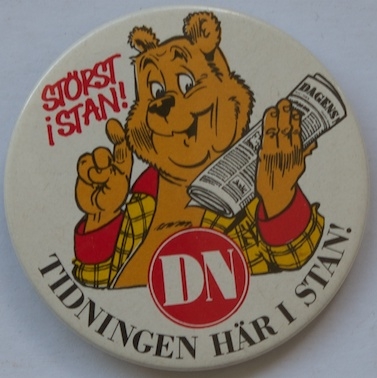 STÖRST
i STAN!
DAGENS
DN
TIDNINGEN HÄR I STAN!